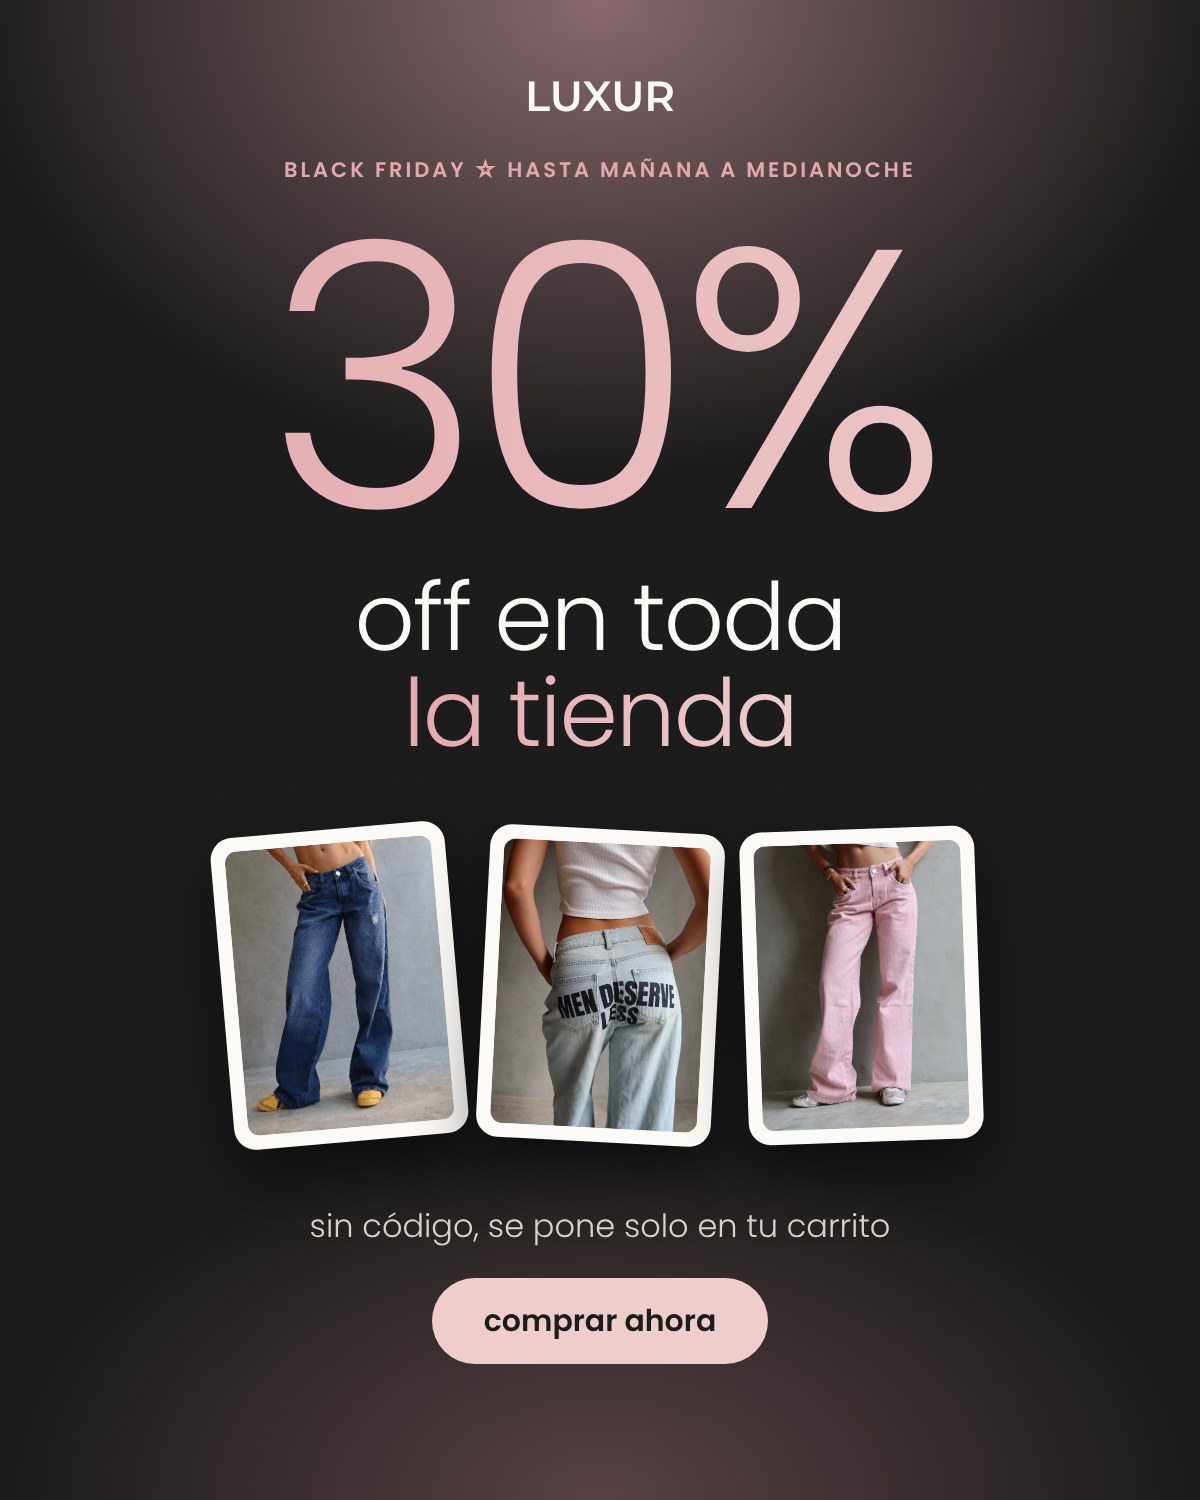 LUXUR
BLACK FRIDAY ☆ HASTA MAÑANA A MEDIANOCHE
30%
off en toda
la tienda
MEN DESERVE
LESS
sin código, se pone solo en tu carrito
comprar ahora